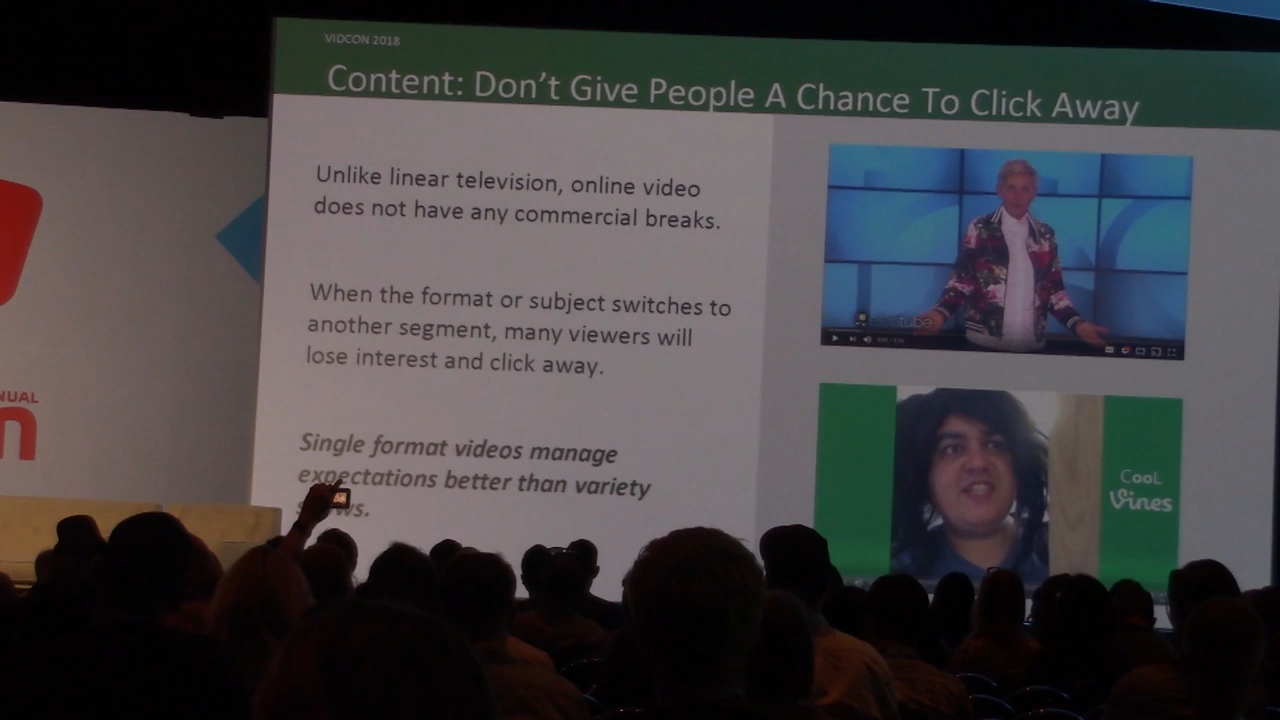 VIDCON 2018
Content: Don't Give People A Chance To Click Away
Unlike linear television, online video
does not have any commercial breaks.
When the format or subject switches to
another segment, many viewers will
lose interest and click away.
Single format videos manage
expectations better than variety
CooL
Vines
NUAL
n